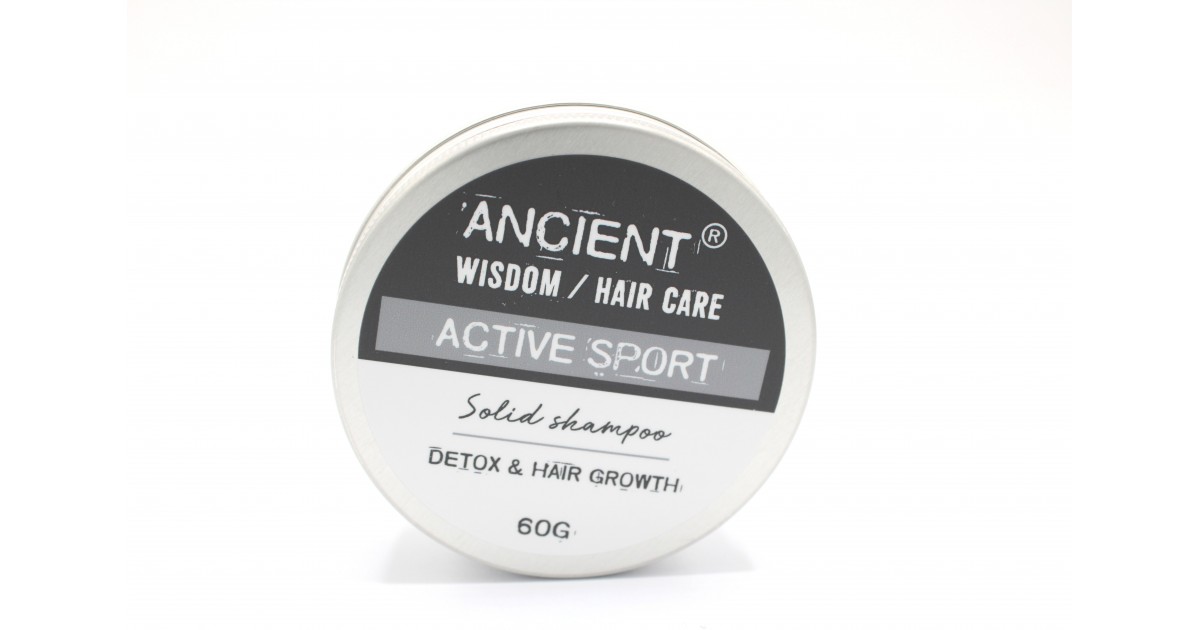 ANCIENT®
WISDOM / HAIR CARE
ACTIVE SPORT
Solid shampoo
DETOX & HAIR GROWTH
60G